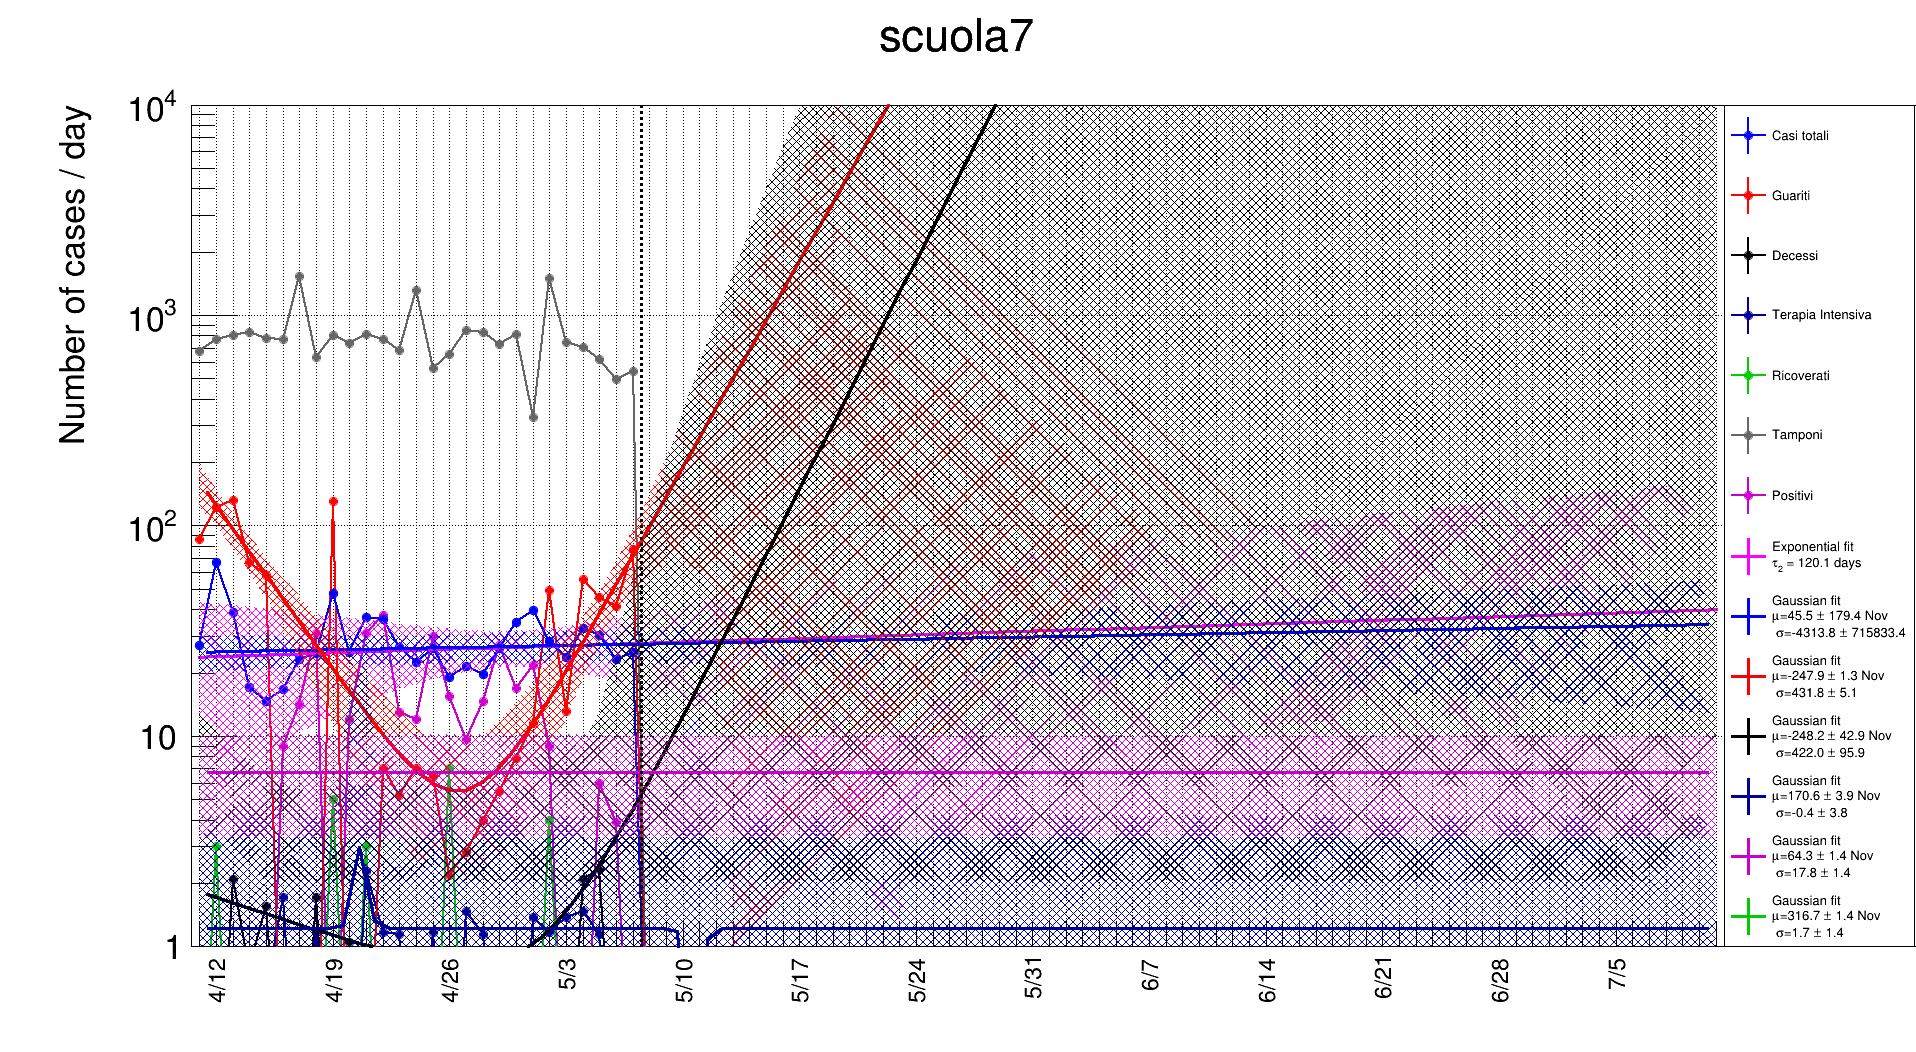 scuola7
Number of cases / day
10^4
10^3
10^2
10
1
4/12
4/19
4/26
5/3
5/10
5/17
5/24
5/31
6/7
6/14
6/21
6/28
7/5
Casi totali
Guariti
Decessi
Terapia Intensiva
Ricoverati
Tamponi
Positivi
Exponential fit
τ₂ = 120.1 days
Gaussian fit
μ=45.5 ± 179.4 Nov
σ=-4313.8 ± 715833.4
Gaussian fit
μ=-247.9 ± 1.3 Nov
σ=431.8 ± 5.1
Gaussian fit
μ=-248.2 ± 42.9 Nov
σ=422.0 ± 95.9
Gaussian fit
μ=170.6 ± 3.9 Nov
σ=-0.4 ± 3.8
Gaussian fit
μ=64.3 ± 1.4 Nov
σ=17.8 ± 1.4
Gaussian fit
μ=316.7 ± 1.4 Nov
σ=1.7 ± 1.4